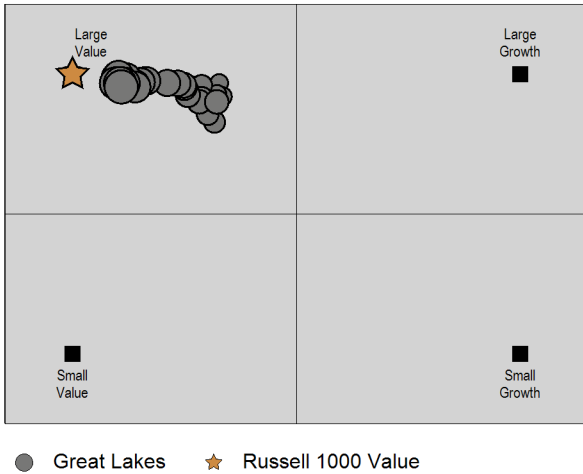 Large
Value
Large
Growth
Small
Value
Small
Growth
Great Lakes
Russell 1000 Value